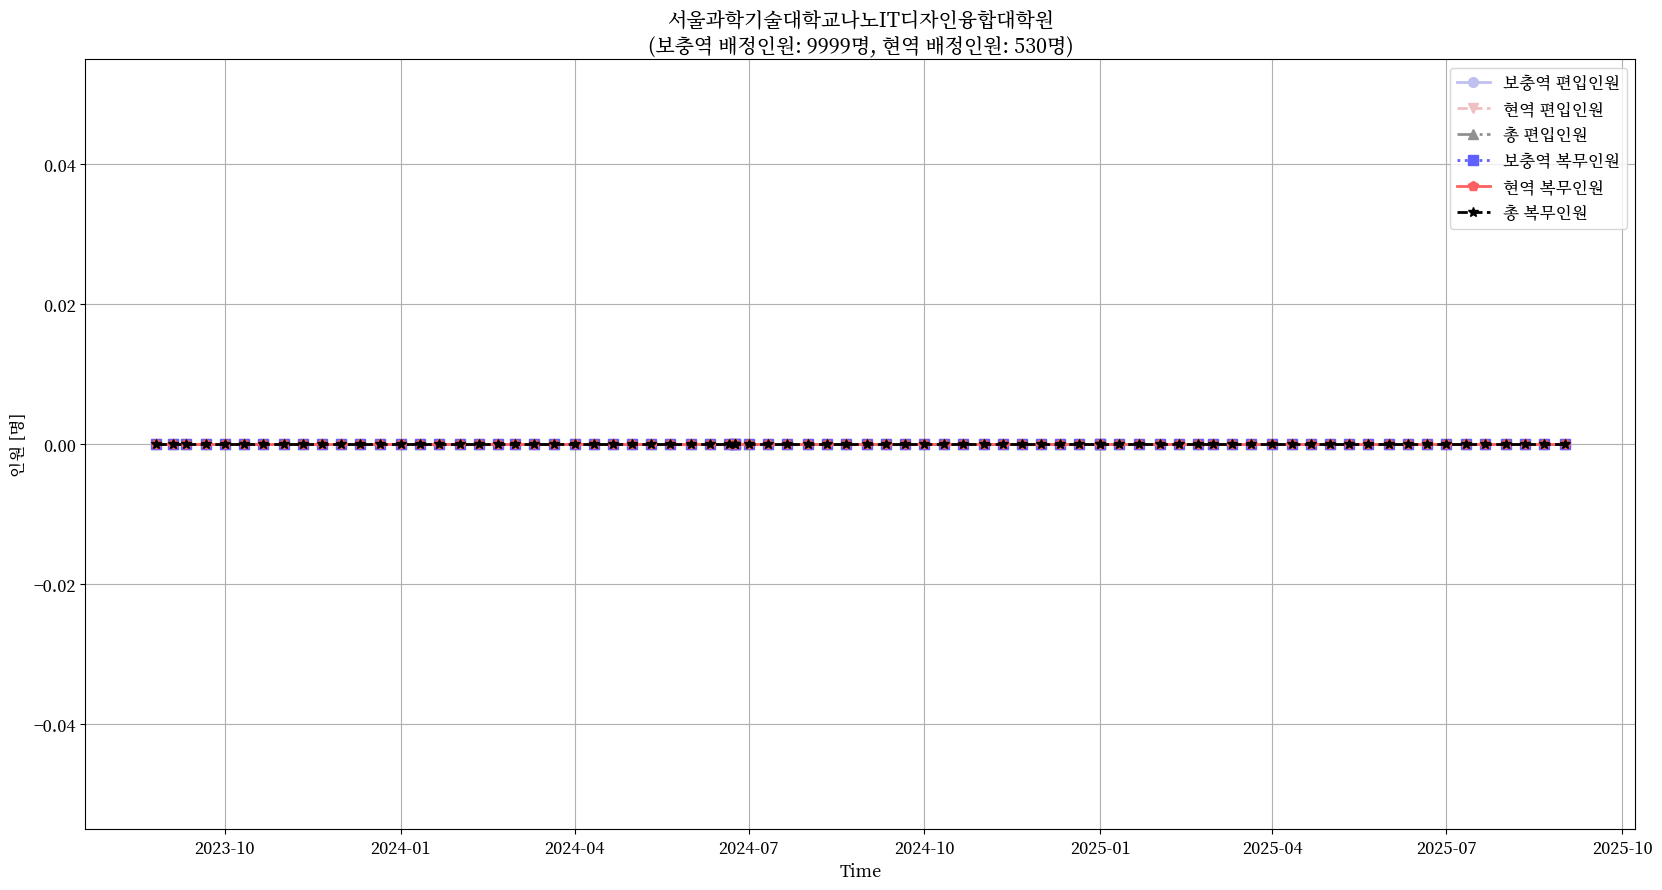 서울과학기술대학교나노IT디자인융합대학원
(보충역 배정인원: 9999명, 현역 배정인원: 530명)
보충역 편입인원
현역 편입인원
총 편입인원
보충역 복무인원
현역 복무인원
총 복무인원
인원 [명]
0.04
0.02
0.00
−0.02
−0.04
2023-10
2024-01
2024-04
2024-07
2024-10
2025-01
2025-04
2025-07
2025-10
Time